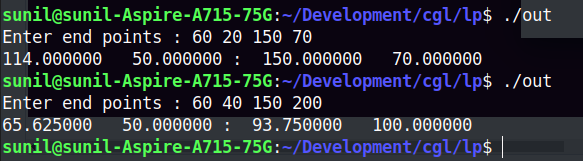 sunil@sunil-Aspire-A715-75G:~/Development/cgl/lp$ ./out
Enter end points : 60 20 150 70
114.000000   50.000000 :  150.000000   70.000000
sunil@sunil-Aspire-A715-75G:~/Development/cgl/lp$ ./out
Enter end points : 60 40 150 200
65.625000   50.000000 :  93.750000   100.000000
sunil@sunil-Aspire-A715-75G:~/Development/cgl/lp$